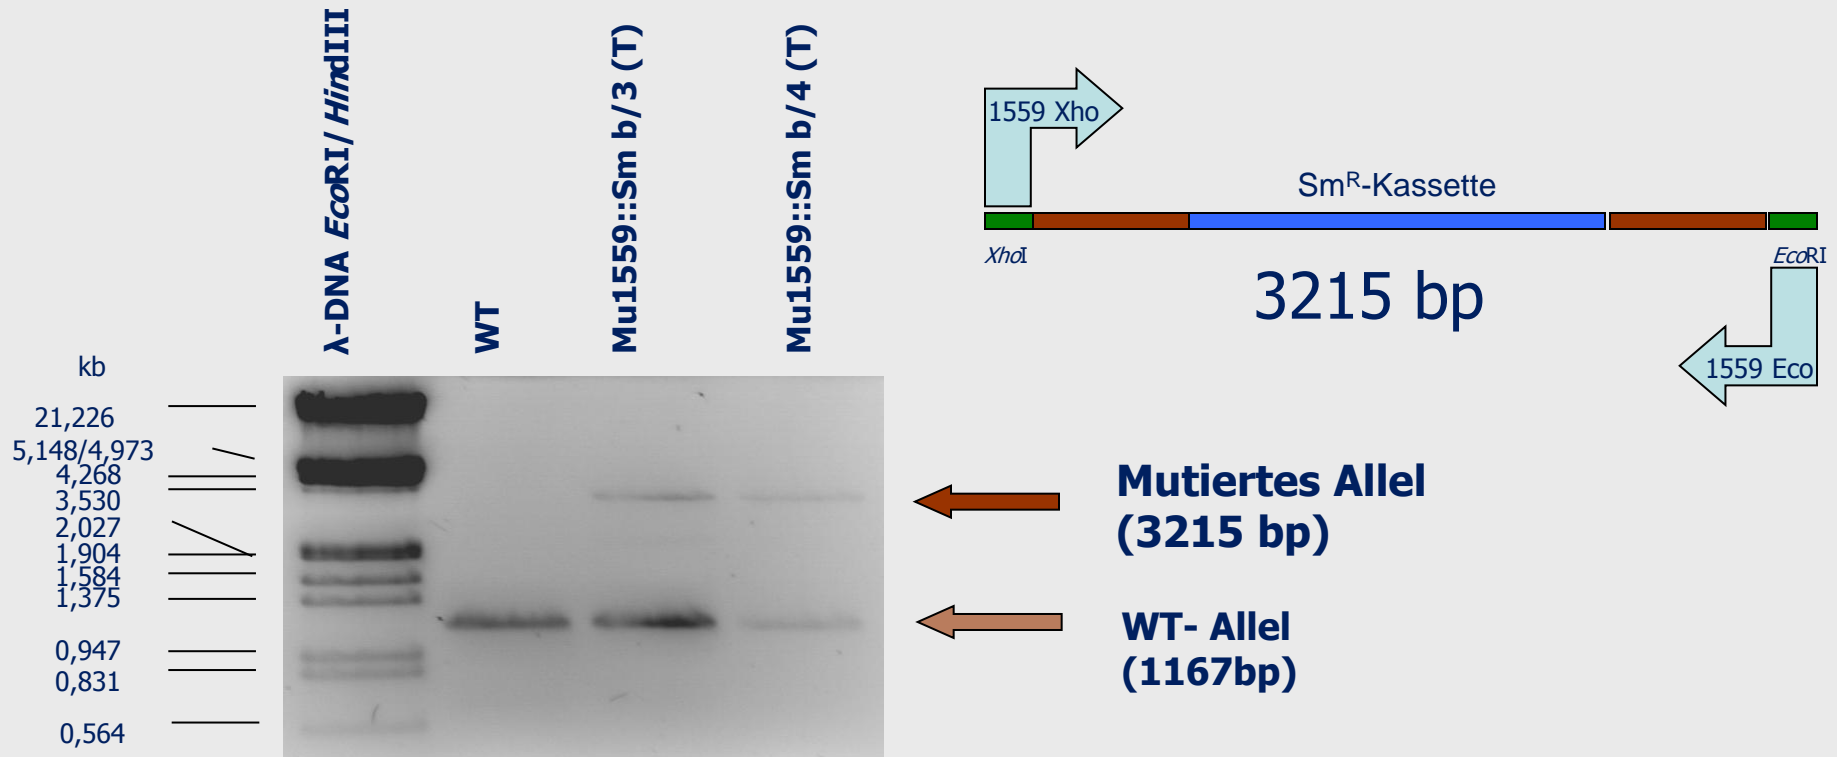 λ-DNA EcoRI/HindIII
WT
Mu1559::Sm b/3 (T)
Mu1559::Sm b/4 (T)
kb
21,226
5,148/4,973
4,268
3,530
2,027
1,904
1,584
1,375
0,947
0,831
0,564
1559 Xho
Smᴿ-Kassette
XhoI
EcoRI
3215 bp
1559 Eco
Mutiertes Allel
(3215 bp)
WT- Allel
(1167bp)